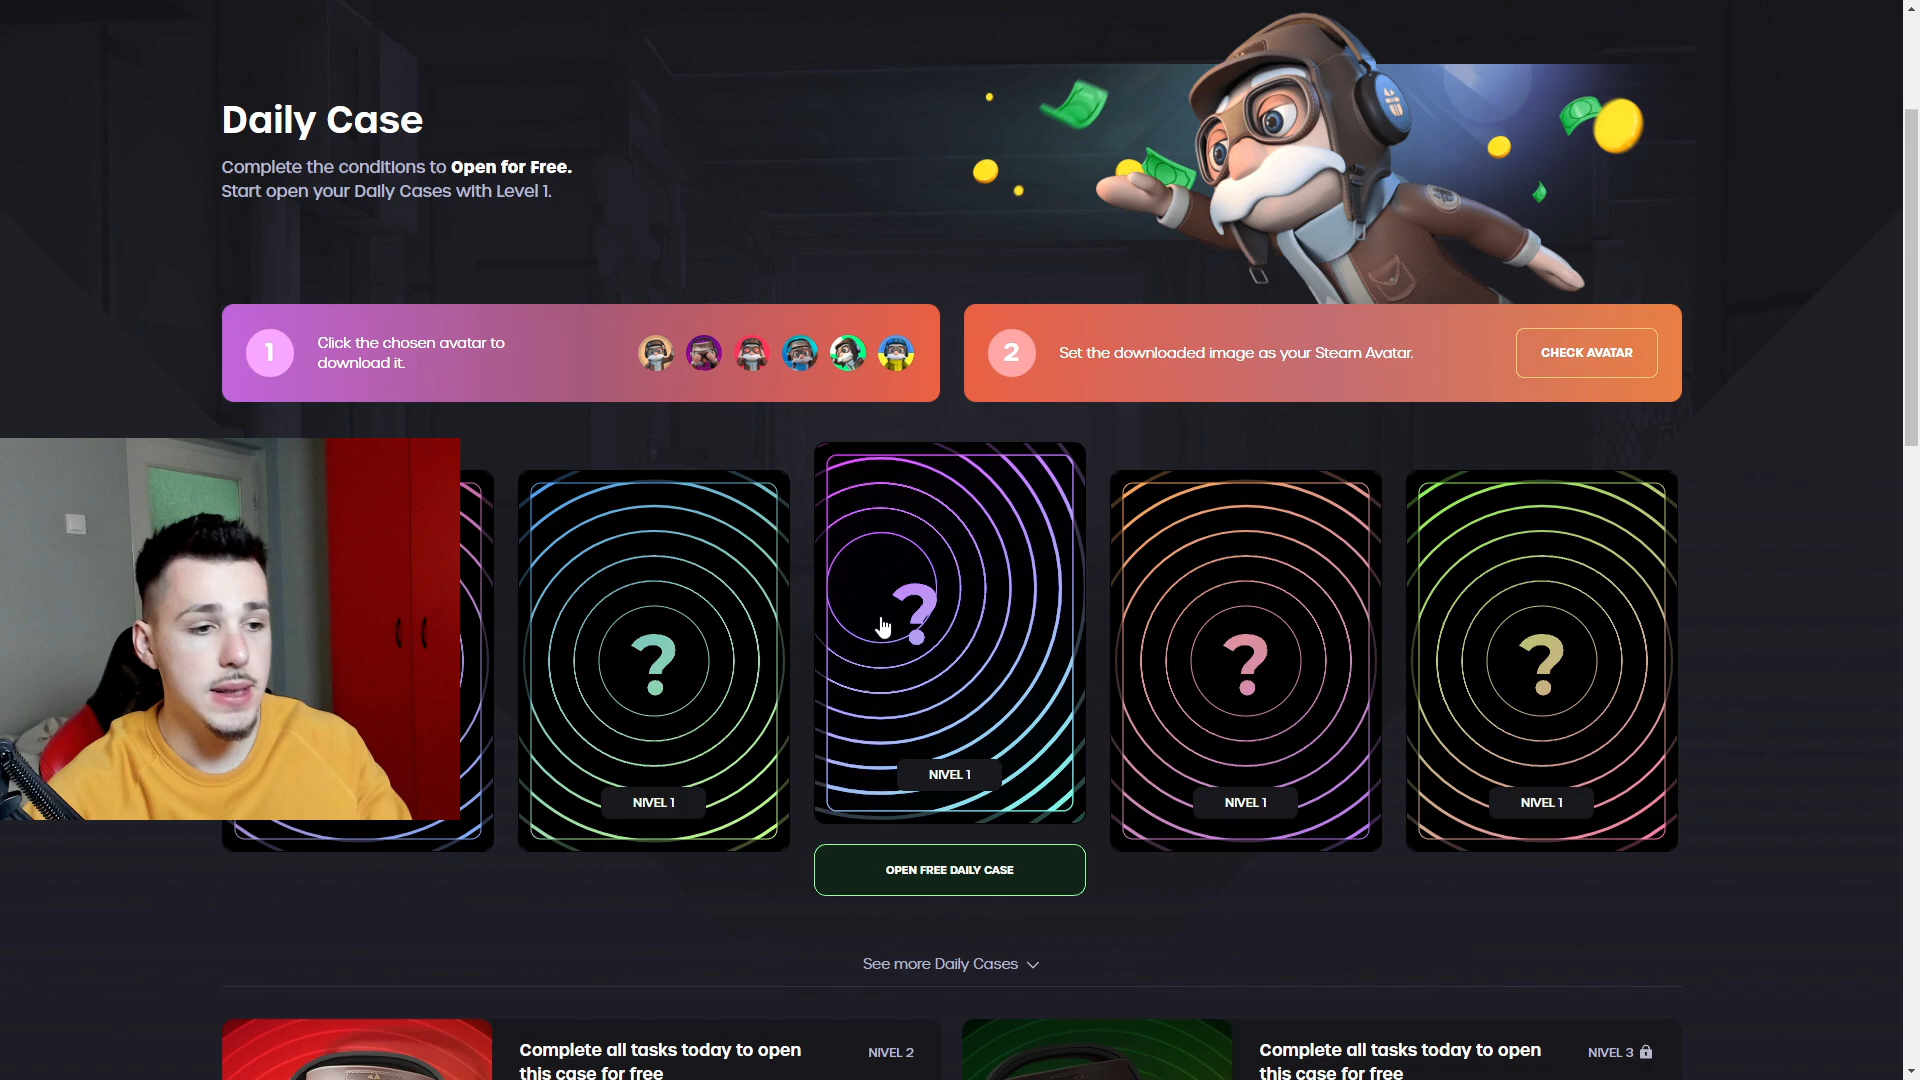 Daily Case
Complete the conditions to Open for Free.
Start open your Daily Cases with Level 1.
1
Click the chosen avatar to
download it.
2
Set the downloaded image as your Steam Avatar.
CHECK AVATAR
?
?
?
?
NIVEL 1
NIVEL 1
NIVEL 1
NIVEL 1
OPEN FREE DAILY CASE
See more Daily Cases
Complete all tasks today to open
this case for free
NIVEL 2
Complete all tasks today to open
this case for free
NIVEL 3